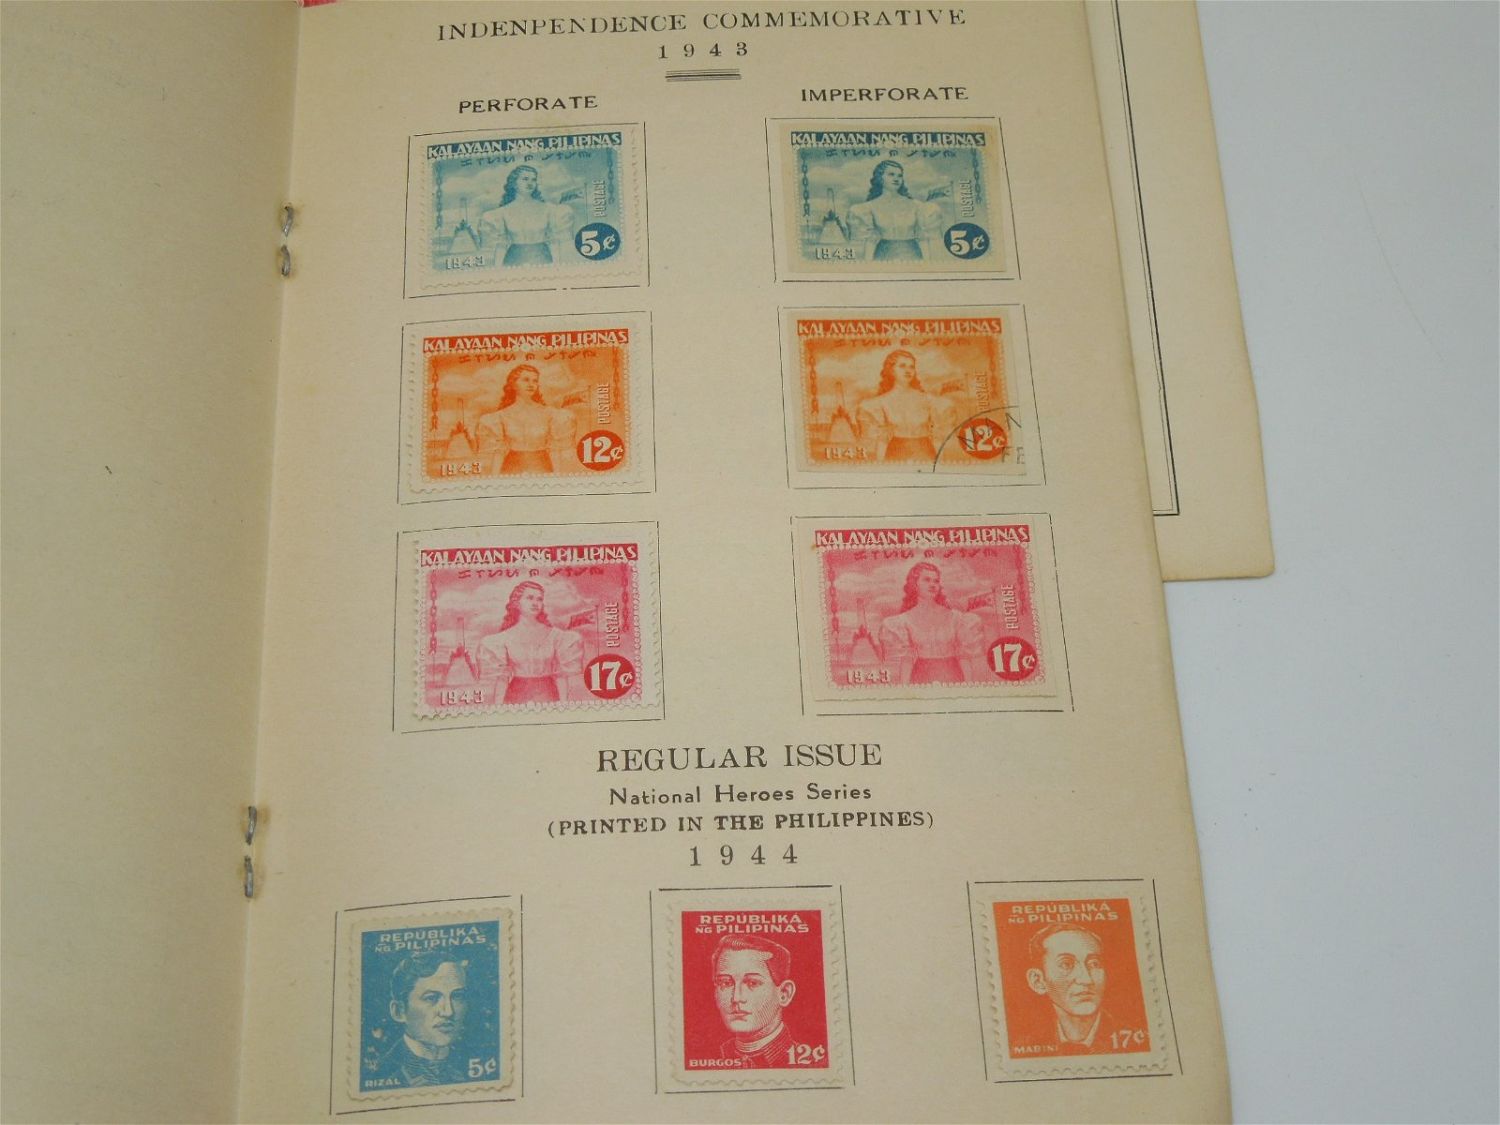 INDENPENDENCE COMMEMORATIVE
1943
PERFORATE
IMPERFORATE
KALAYAAN NANG PILIPINAS
POSTAGE
1943
5¢
KALAYAAN NANG PILIPINAS
POSTAGE
1943
5¢
KALAYAAN NANG PILIPINAS
POSTAGE
1943
12¢
KALAYAAN NANG PILIPINAS
POSTAGE
1943
12¢
KALAYAAN NANG PILIPINAS
POSTAGE
1943
17¢
KALAYAAN NANG PILIPINAS
POSTAGE
1943
17¢
REGULAR ISSUE
National Heroes Series
(PRINTED IN THE PHILIPPINES)
1944
REPÚBLIKA
NG PILIPINAS
RIZAL
5¢
REPÚBLIKA
NG PILIPINAS
BURGOS
12¢
REPÚBLIKA
NG PILIPINAS
MABINI
17¢